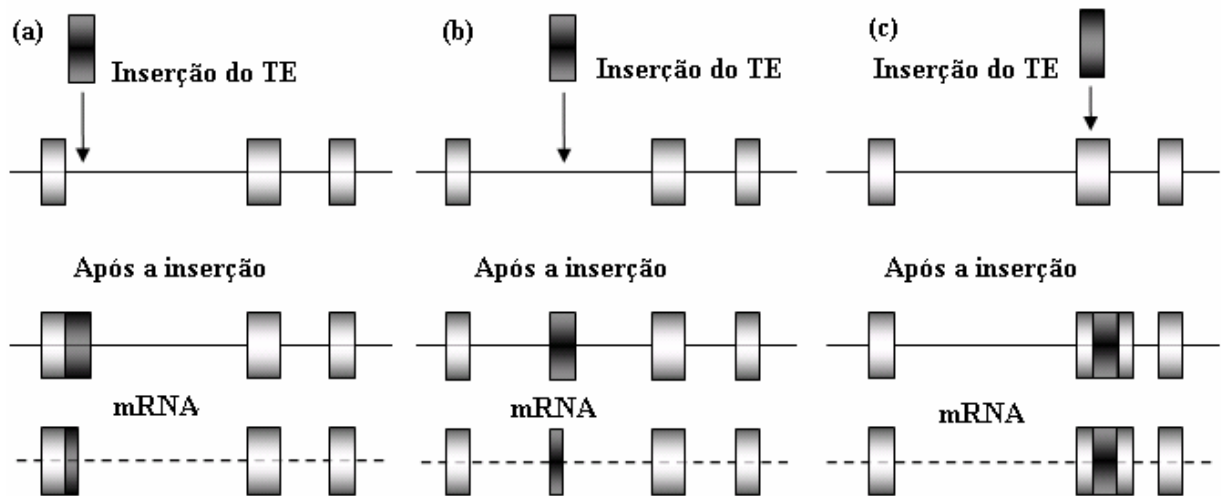 (a)
Inserção do TE
Após a inserção
mRNA
(b)
Inserção do TE
Após a inserção
mRNA
(c)
Inserção do TE
Após a inserção
mRNA